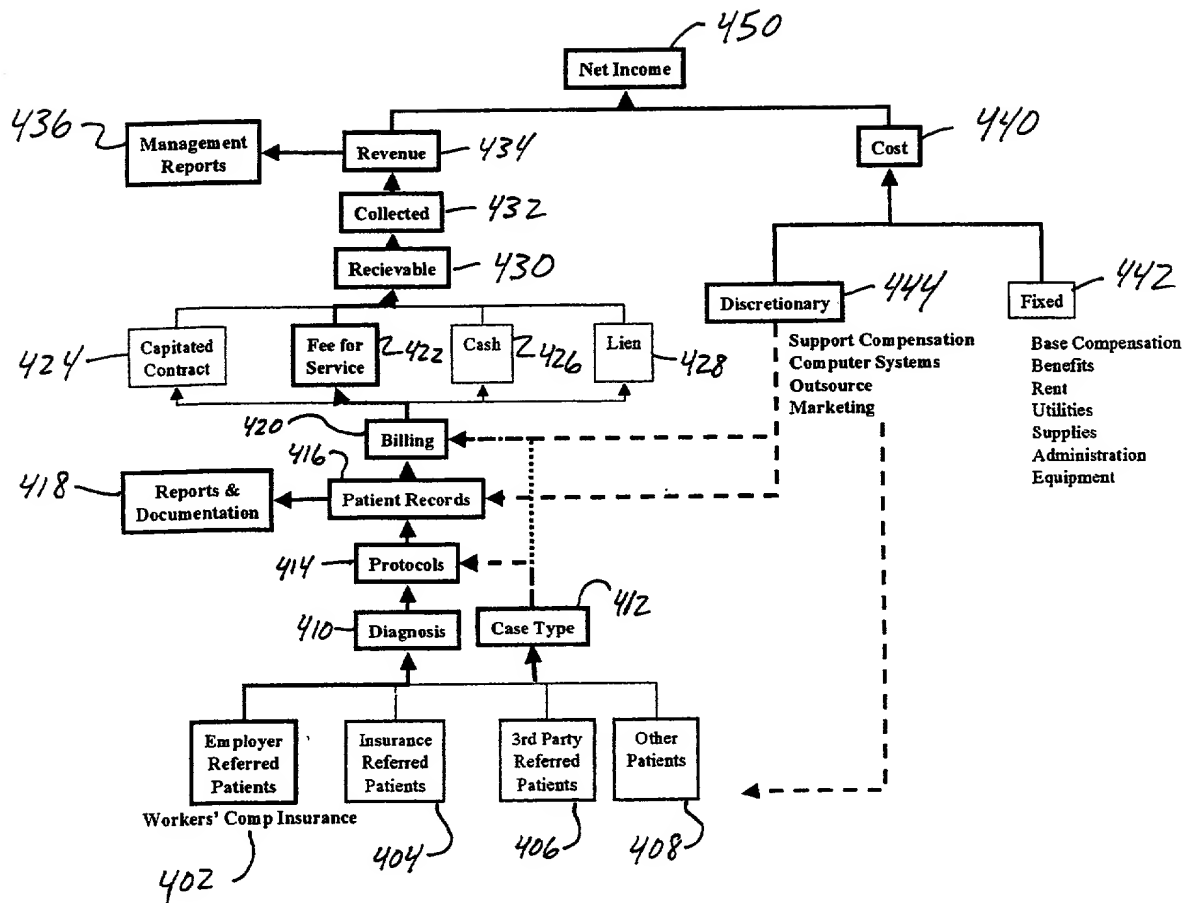 450
Net Income
436
Management
Reports
Revenue
434
Cost
440
Collected
432
Recievable
430
Discretionary
444
Fixed
442
424
Capitated
Contract
Fee for
Service
422
Cash
426
Lien
428
Support Compensation
Computer Systems
Outsource
Marketing
Base Compensation
Benefits
Rent
Utilities
Supplies
Administration
Equipment
420
Billing
416
418
Reports &
Documentation
Patient Records
414
Protocols
410
Diagnosis
Case Type
412
Employer
Referred
Patients
Insurance
Referred
Patients
3rd Party
Referred
Patients
Other
Patients
Workers' Comp Insurance
402
404
406
408